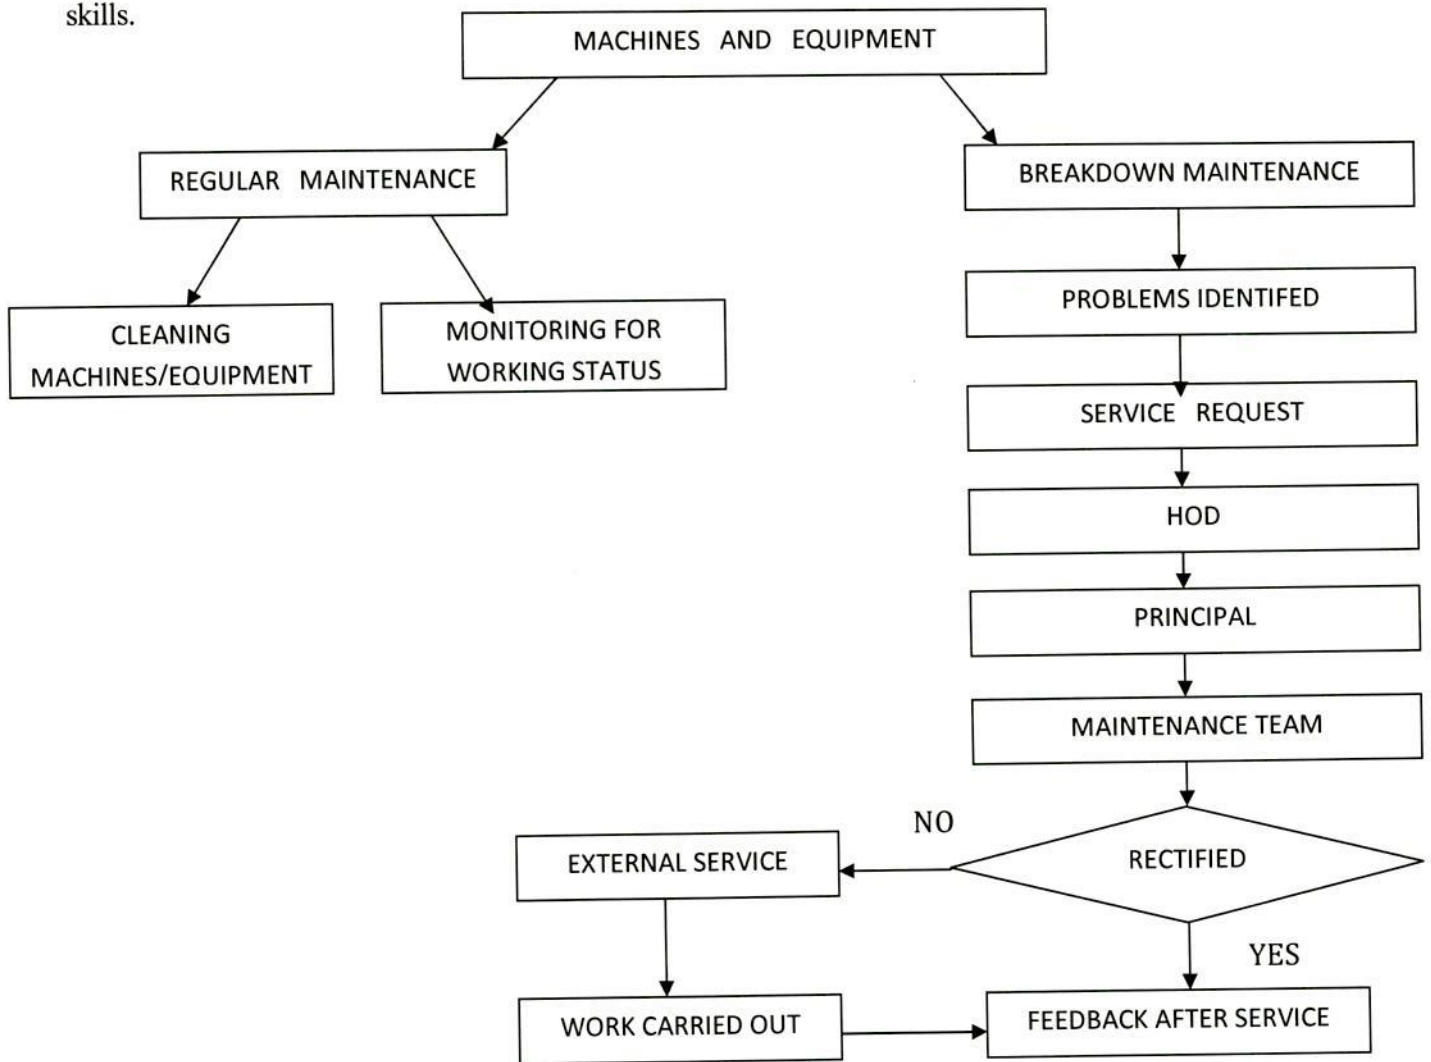 skills.
MACHINES AND EQUIPMENT
REGULAR MAINTENANCE
BREAKDOWN MAINTENANCE
CLEANING
MACHINES/EQUIPMENT
MONITORING FOR
WORKING STATUS
PROBLEMS IDENTIFED
SERVICE REQUEST
HOD
PRINCIPAL
MAINTENANCE TEAM
RECTIFIED
NO
EXTERNAL SERVICE
YES
WORK CARRIED OUT
FEEDBACK AFTER SERVICE